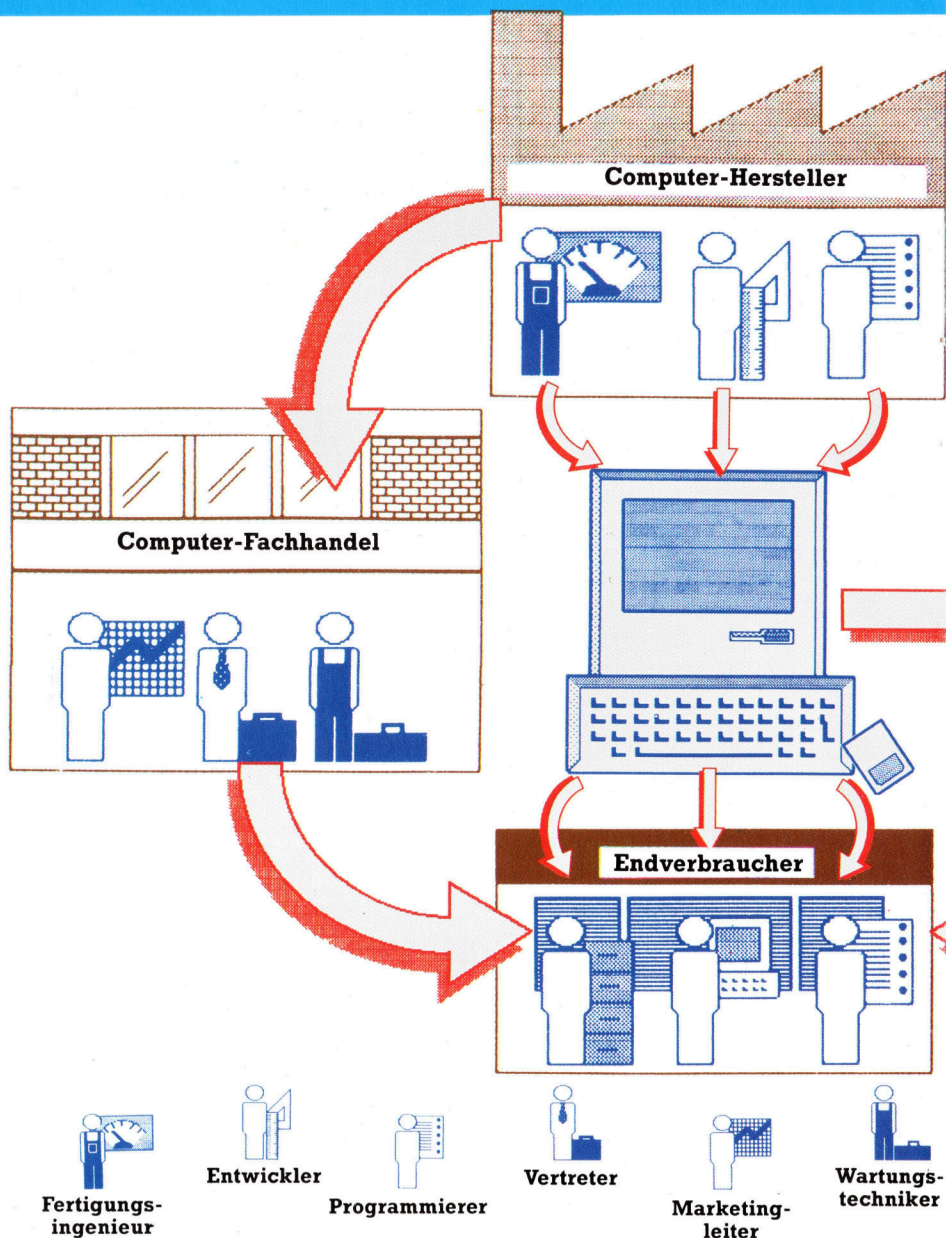 Computer-Hersteller
Computer-Fachhandel
Endverbraucher
Fertigungs-
ingenieur
Entwickler
Programmierer
Vertreter
Marketing-
leiter
Wartungs-
techniker